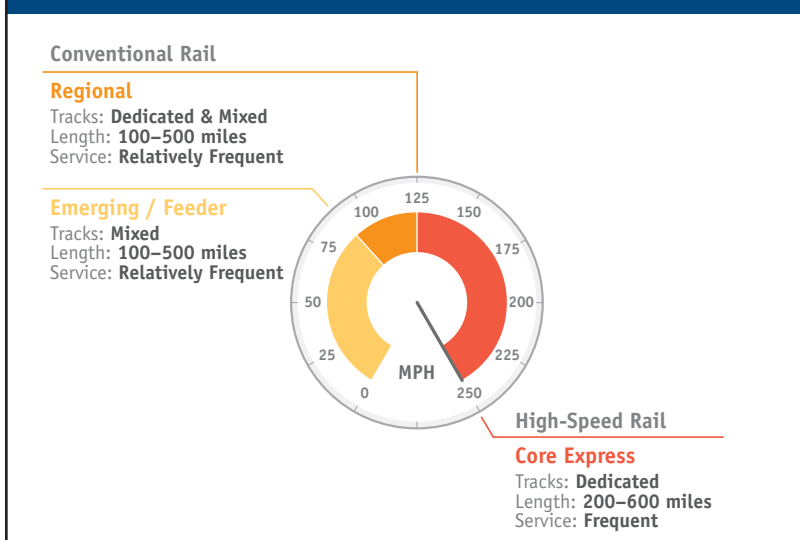 Conventional Rail
Regional
Tracks: Dedicated & Mixed
Length: 100–500 miles
Service: Relatively Frequent
Emerging / Feeder
Tracks: Mixed
Length: 100–500 miles
Service: Relatively Frequent
0
25
50
75
100
125
150
175
200
225
250
MPH
High-Speed Rail
Core Express
Tracks: Dedicated
Length: 200–600 miles
Service: Frequent